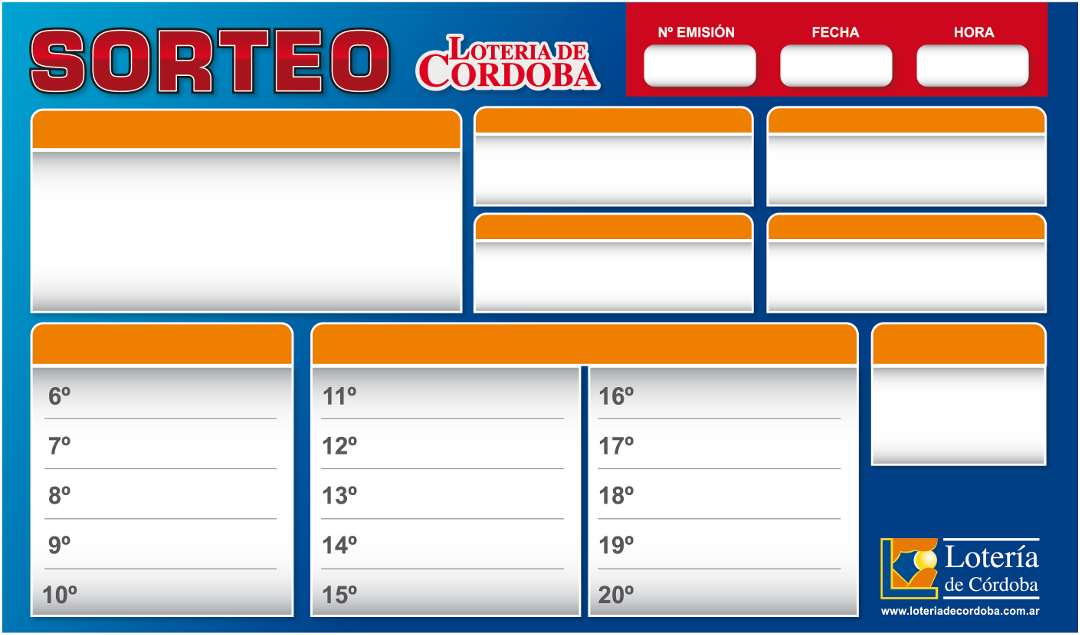 SORTEO
LOTERIA DE
CORDOBA
Nº EMISIÓN
FECHA
HORA
6º
7º
8º
9º
10º
11º
12º
13º
14º
15º
16º
17º
18º
19º
20º
Lotería
de Córdoba
www.loteriadecordoba.com.ar